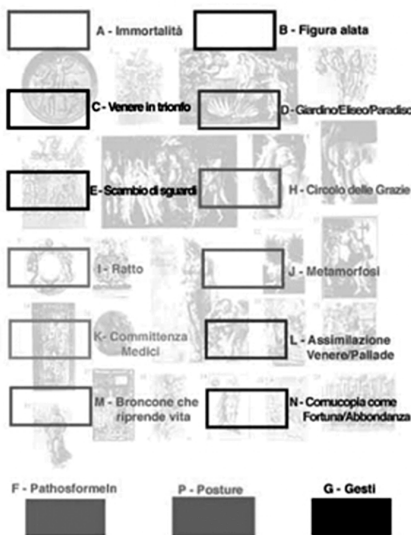 A - Immortalità
B - Figura alata
C - Venere in trionfo
D - Giardino/Eliseo/Paradiso
E - Scambio di sguardi
H - Circolo delle Grazie
I - Ratto
J - Metamorfosi
K - Committenza
Medici
L - Assimilazione
Venere/Pallade
M - Broncone che
riprende vita
N - Cornucopia come
Fortuna/Abbondanza
F - Pathosformeln
P - Posture
G - Gesti